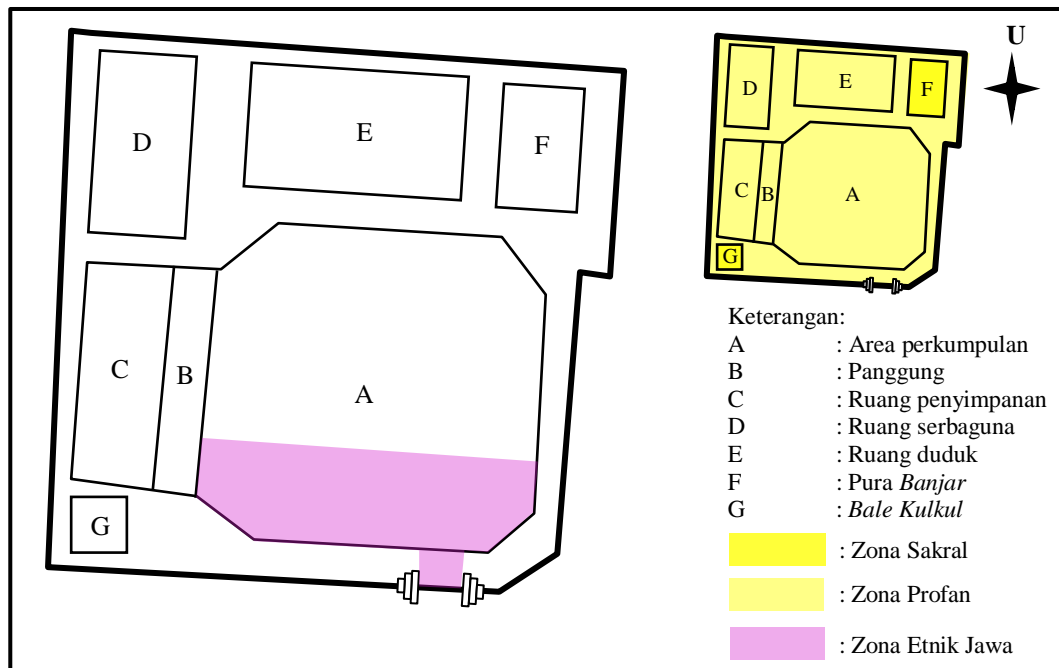 D
E
F
C
B
A
G
U
D
E
F
C
B
A
G
Keterangan:
A : Area perkumpulan
B : Panggung
C : Ruang penyimpanan
D : Ruang serbaguna
E : Ruang duduk
F : Pura Banjar
G : Bale Kulkul
: Zona Sakral
: Zona Profan
: Zona Etnik Jawa